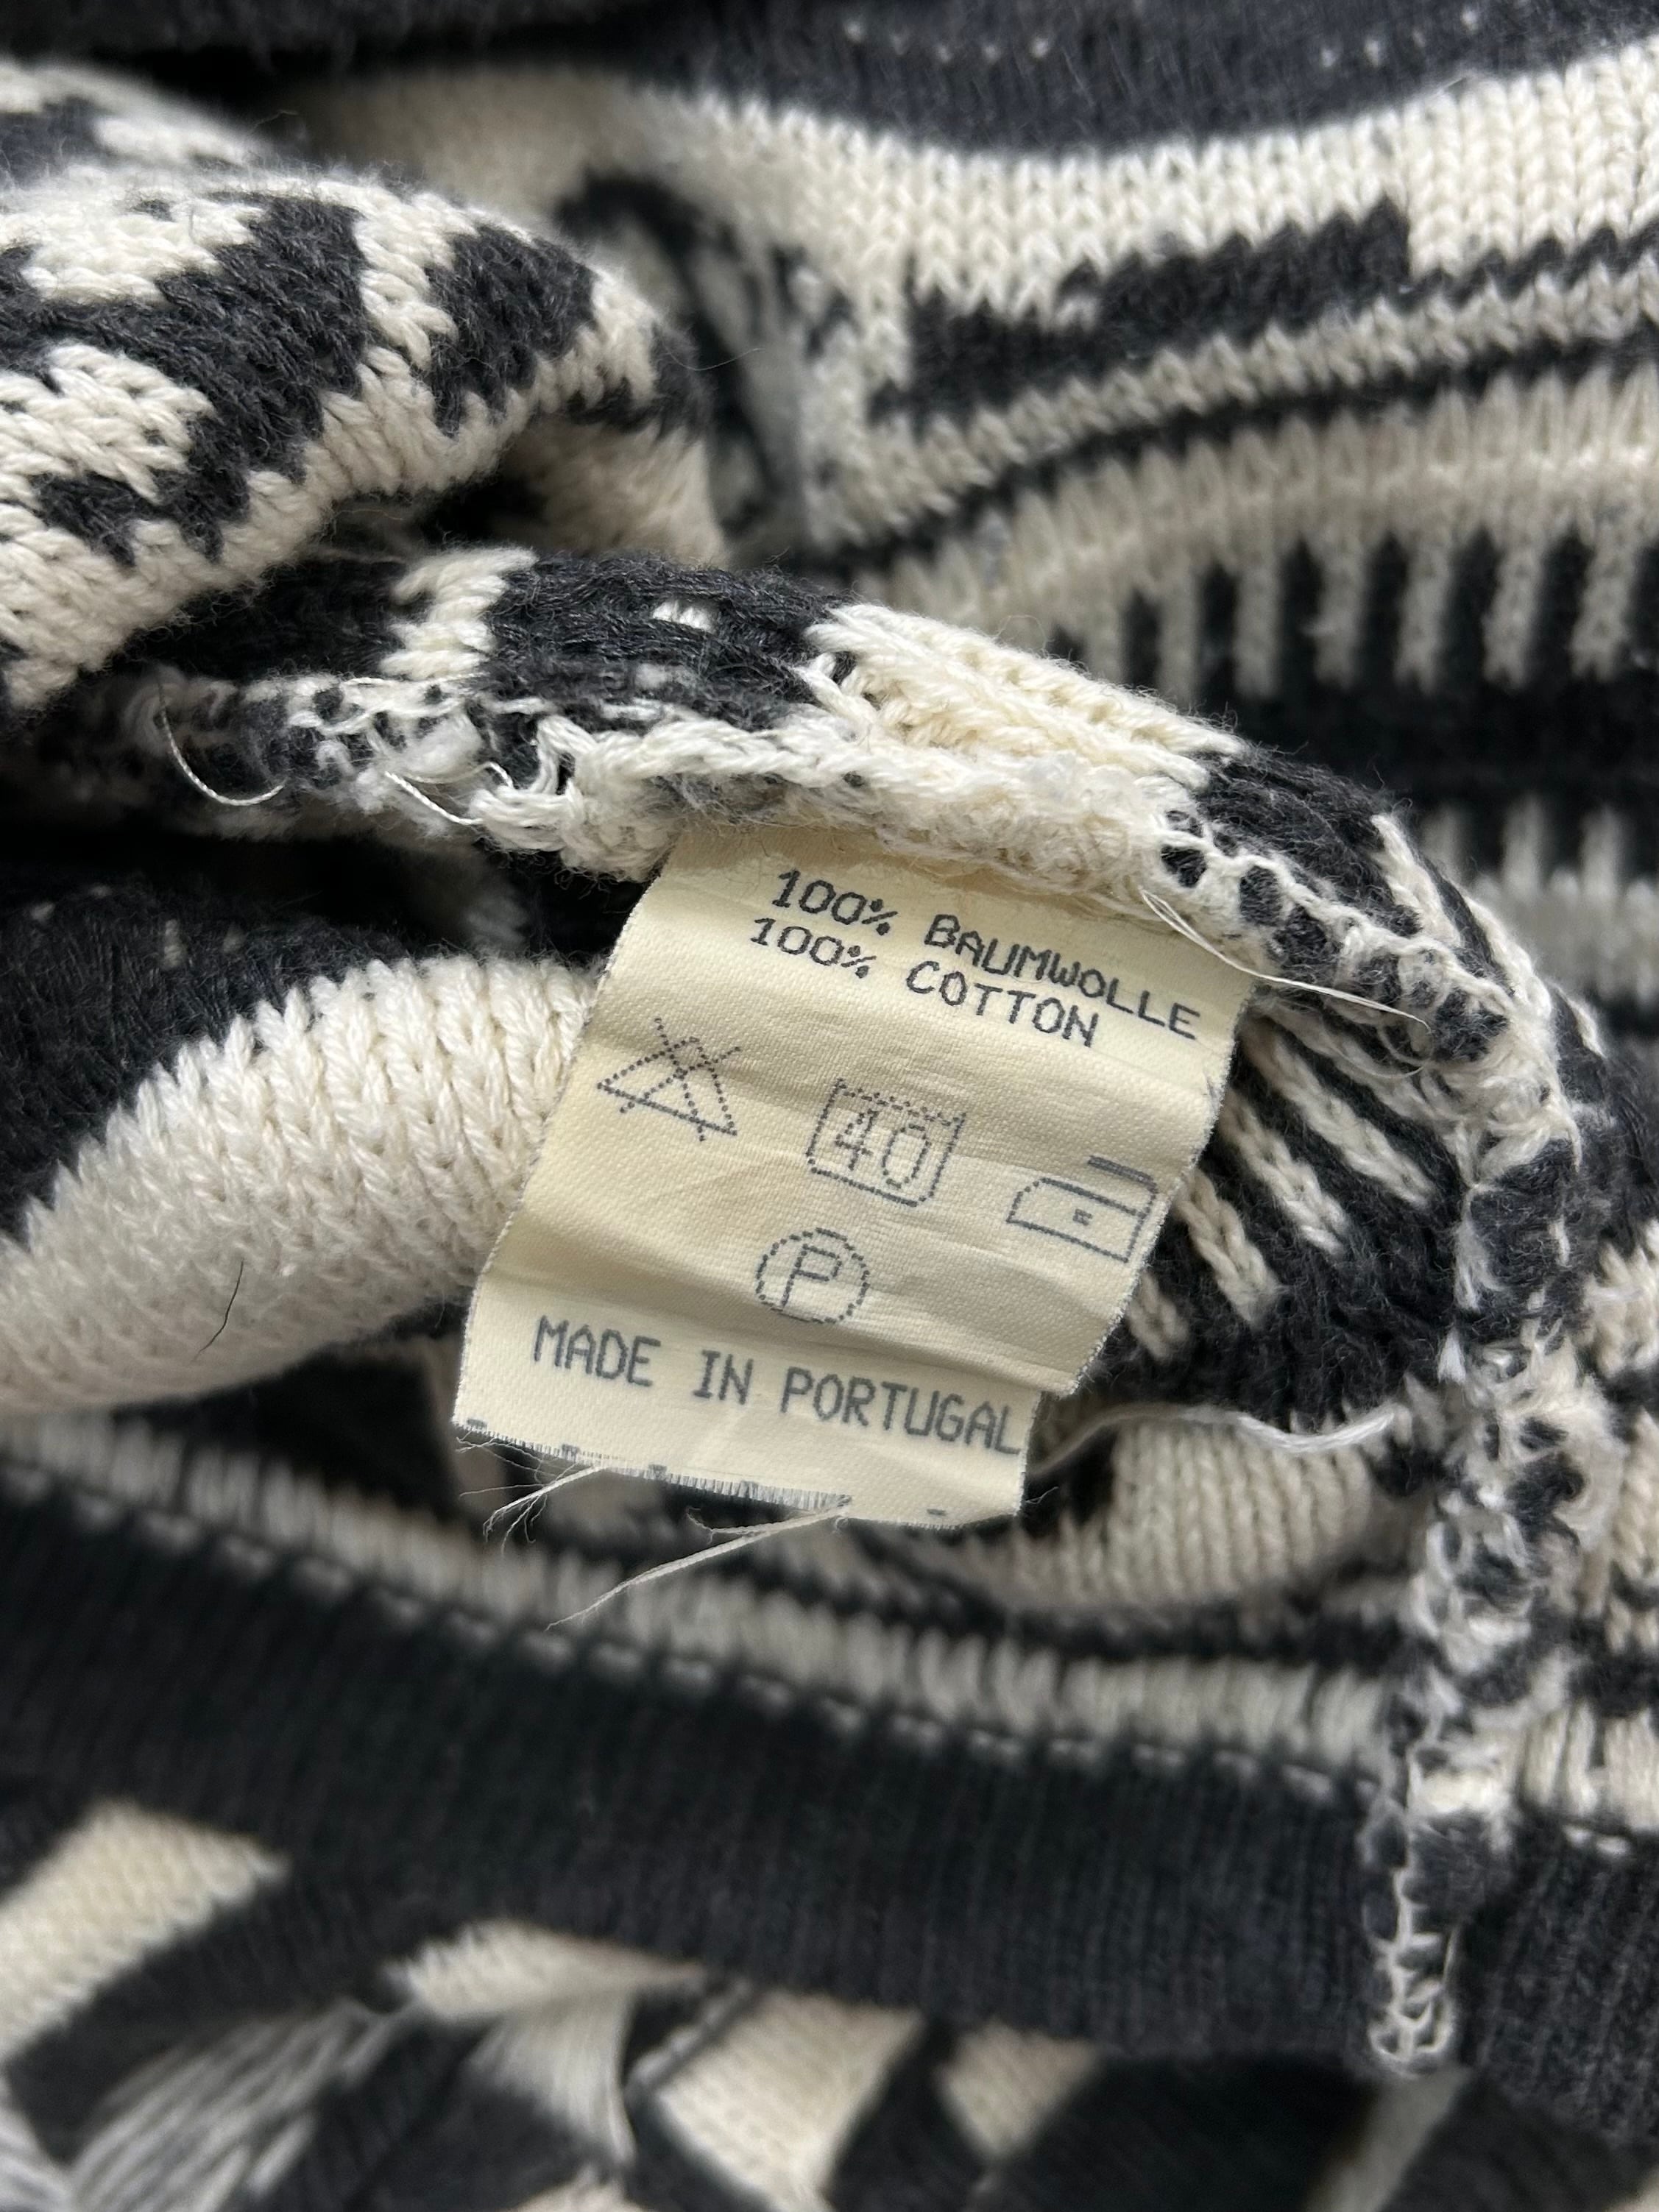 100% BAUMWOLLE
100% COTTON
40
P
MADE IN PORTUGAL